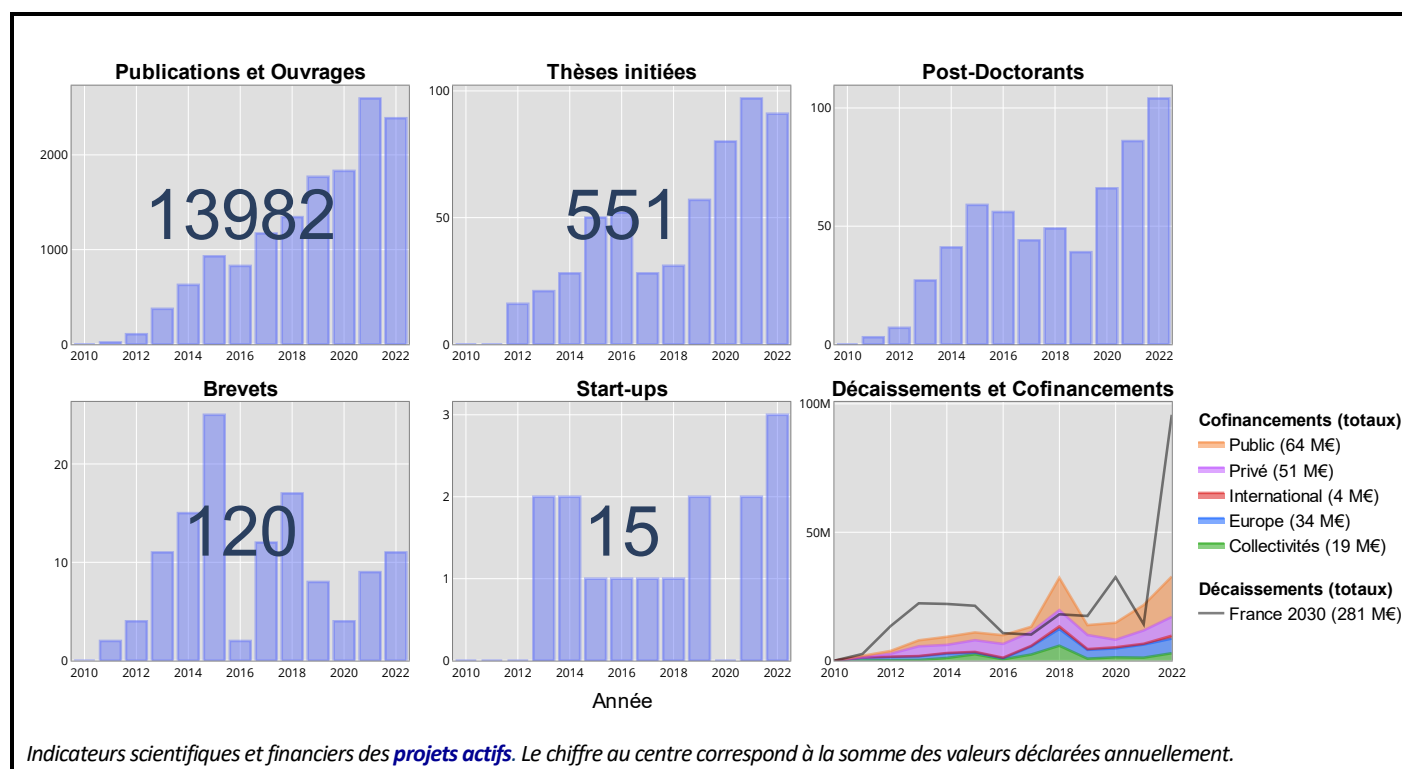 Publications et Ouvrages
2000
1000
0
2010 2012 2014 2016 2018 2020 2022
13982
Thèses initiées
100
50
0
2010 2012 2014 2016 2018 2020 2022
551
Post-Doctorants
100
50
0
2010 2012 2014 2016 2018 2020 2022
Brevets
20
10
0
2010 2012 2014 2016 2018 2020 2022
120
Start-ups
3
2
1
0
2010 2012 2014 2016 2018 2020 2022
15
Année
Décaissements et Cofinancements
100M
50M
0
2010 2012 2014 2016 2018 2020 2022
Cofinancements (totaux)
Public (64 M€)
Privé (51 M€)
International (4 M€)
Europe (34 M€)
Collectivités (19 M€)
Décaissements (totaux)
France 2030 (281 M€)
Indicateurs scientifiques et financiers des projets actifs. Le chiffre au centre correspond à la somme des valeurs déclarées annuellement.